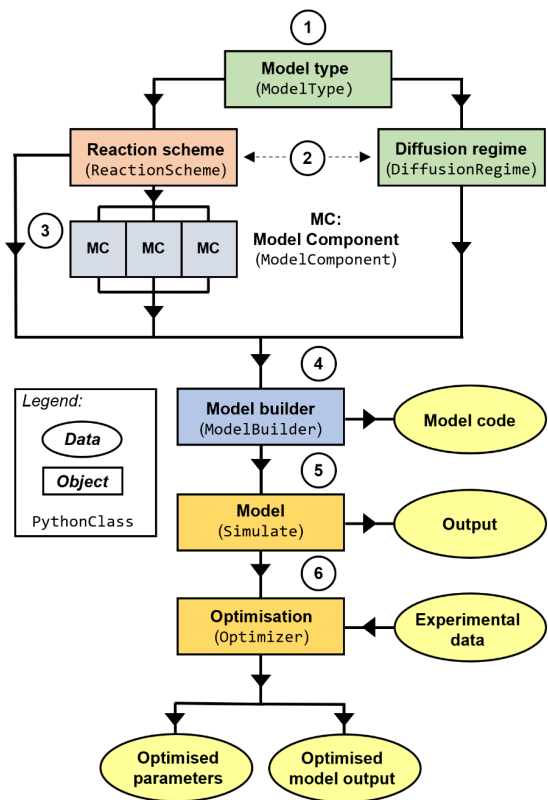 1
Model type
(ModelType)
Reaction scheme
(ReactionScheme)
2
Diffusion regime
(DiffusionRegime)
3
MC
MC
MC
MC:
Model Component
(ModelComponent)
4
Legend:
Data
Object
PythonClass
Model builder
(ModelBuilder)
Model code
5
Model
(Simulate)
Output
6
Optimisation
(Optimizer)
Experimental
data
Optimised
parameters
Optimised
model output